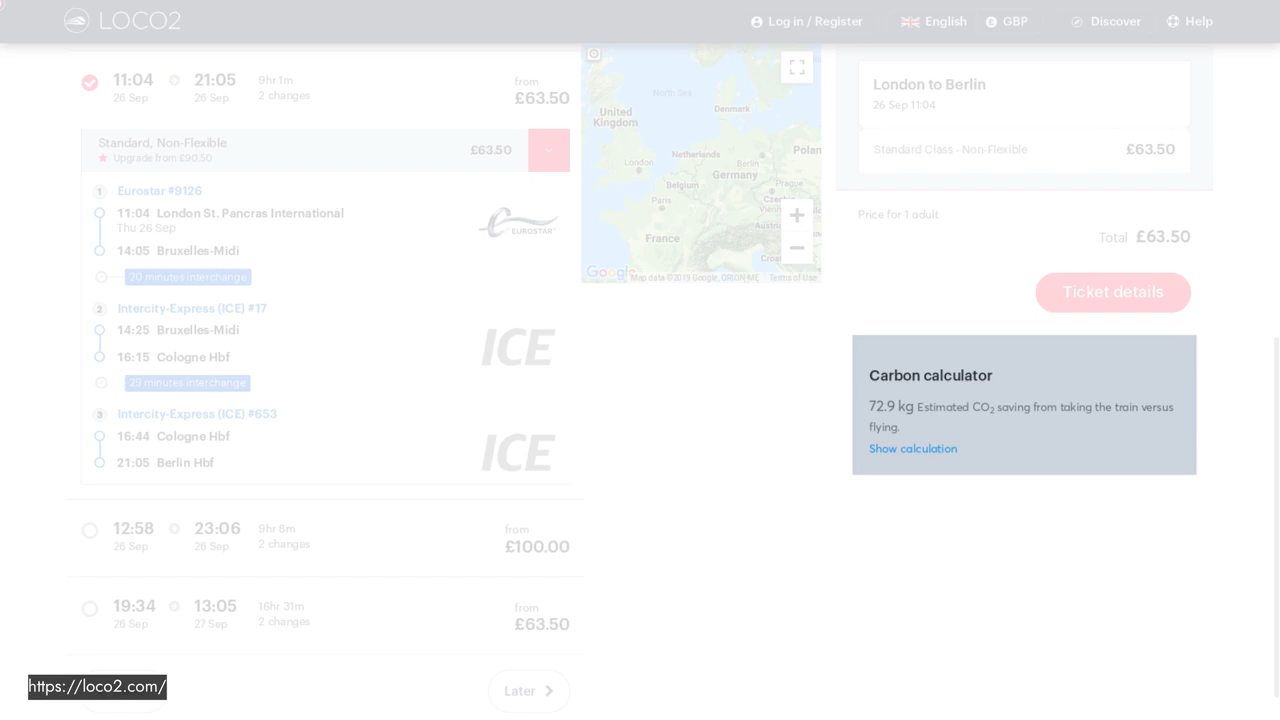 LOCO2
Log in / Register
English
GBP
Discover
Help
11:04
21:05
9hr 1m
from
26 Sep
26 Sep
2 changes
£63.50
Standard, Non-Flexible
Upgrade from £90.50
£63.50
1 Eurostar #9126
11:04 London St. Pancras International
Thu 26 Sep
14:05 Bruxelles-Midi
20 minutes interchange
EUROSTAR
2 Intercity-Express (ICE) #17
14:25 Bruxelles-Midi
16:15 Cologne Hbf
29 minutes interchange
ICE
3 Intercity-Express (ICE) #653
16:44 Cologne Hbf
21:05 Berlin Hbf
ICE
12:58
23:06
9hr 8m
from
26 Sep
26 Sep
2 changes
£100.00
19:34
13:05
16hr 31m
from
26 Sep
27 Sep
2 changes
£63.50
Later
North Sea
Denmark
United
Kingdom
London
Netherlands
Berlin
Polan
Belgium
Germany
Paris
Prague
Czec
Vienna
France
Croa
Google
Map data ©2019 Google, ORION-ME
Terms of Use
London to Berlin
26 Sep 11:04
Standard Class - Non-Flexible
£63.50
Price for 1 adult
Total £63.50
Ticket details
Carbon calculator
72.9 kg Estimated CO₂ saving from taking the train versus
flying.
Show calculation
https://loco2.com/